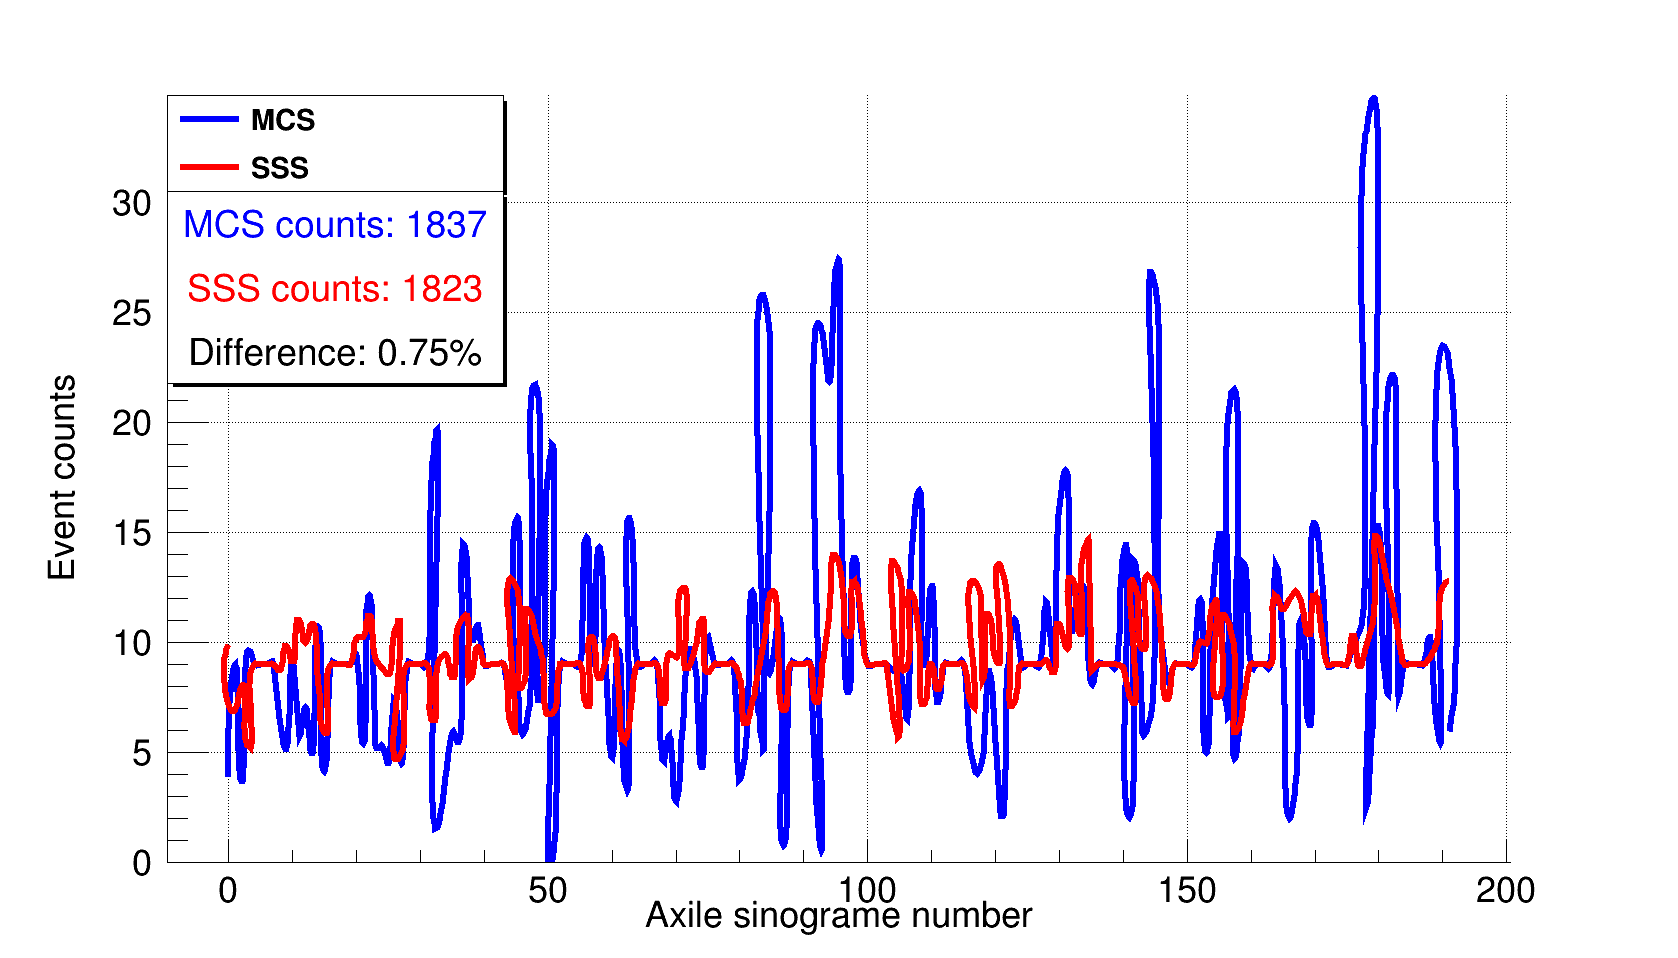 MCS
SSS
MCS counts: 1837
SSS counts: 1823
Difference: 0.75%
Event counts
30
25
20
15
10
5
0
0 50 100 150 200
Axile sinograme number